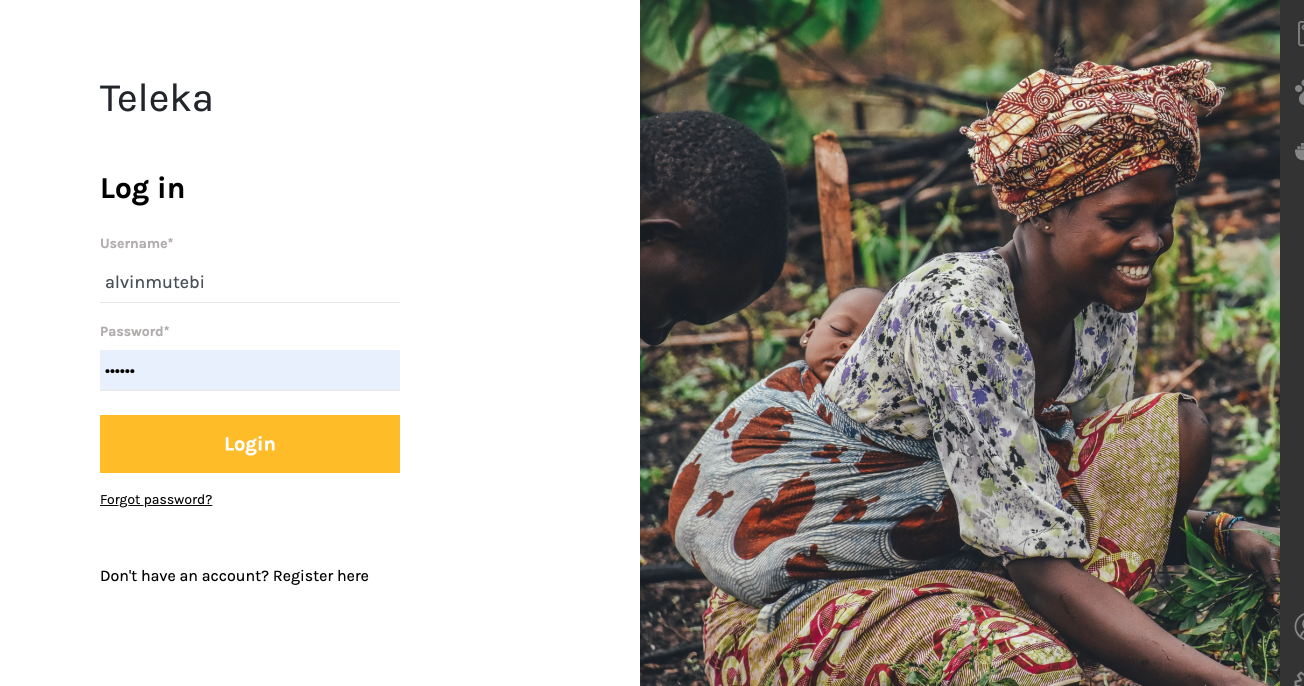 Teleka
Log in
Username*
alvinmutebi
Password*
••••••
Login
Forgot password?
Don't have an account? Register here